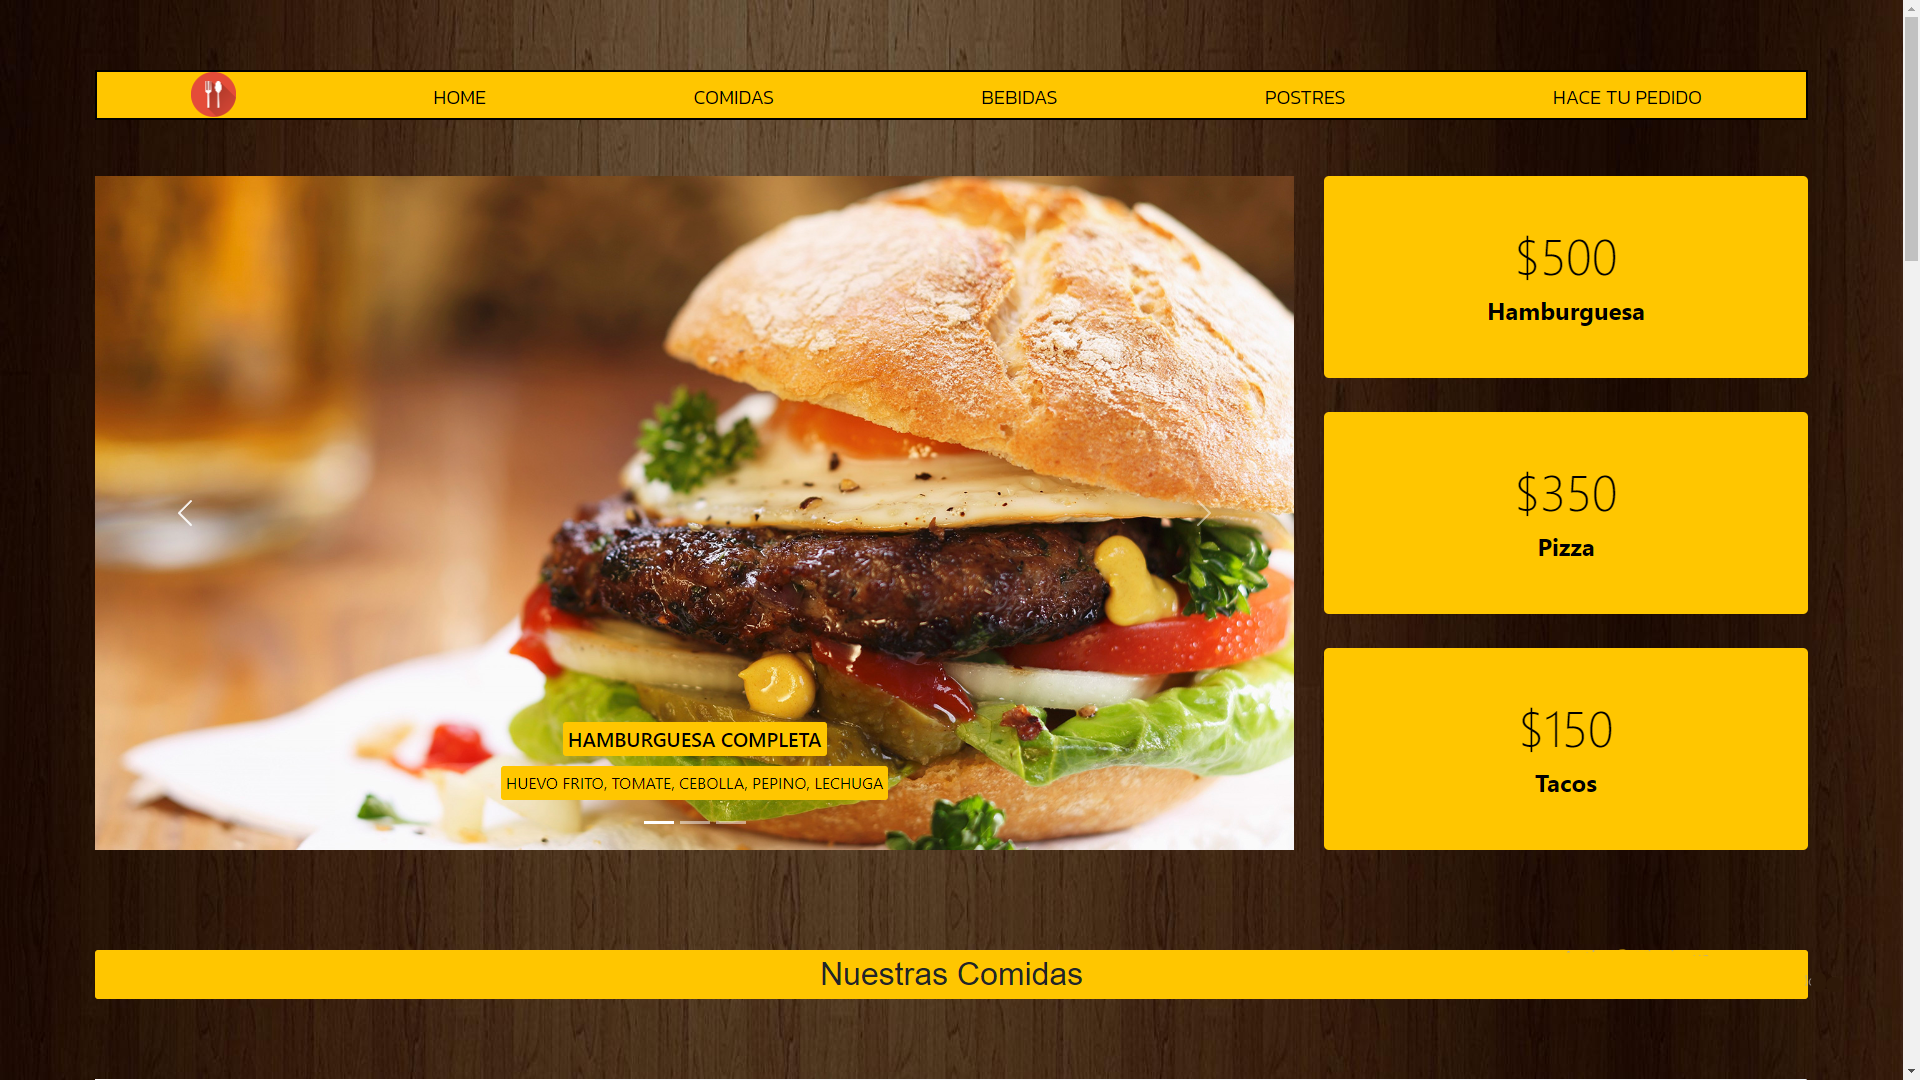 HOME
COMIDAS
BEBIDAS
POSTRES
HACE TU PEDIDO
$500
Hamburguesa
$350
Pizza
$150
Tacos
HAMBURGUESA COMPLETA
HUEVO FRITO, TOMATE, CEBOLLA, PEPINO, LECHUGA
Nuestras Comidas